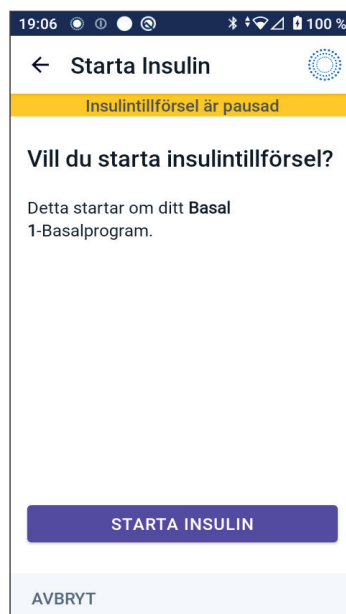 19:06 100 %
Starta Insulin
Insulintillförsel är pausad
Vill du starta insulintillförsel?
Detta startar om ditt Basal
1-Basalprogram.
STARTA INSULIN
AVBRYT